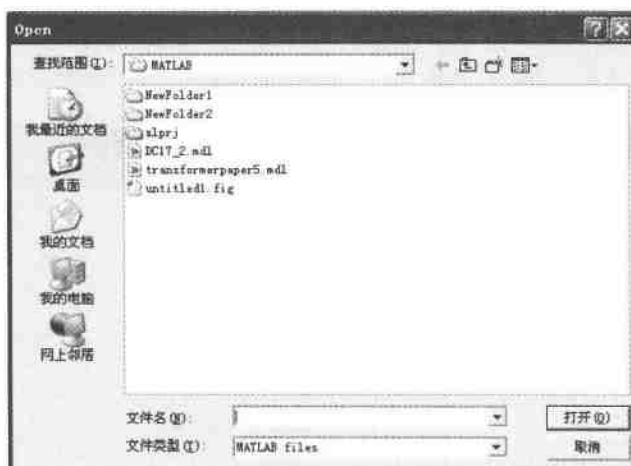 Open
查找范围(I):
MATLAB
我最近的文档
桌面
我的文档
我的电脑
网上邻居
NewFolder1
NewFolder2
slprj
DC17_2.mdl
transformerpaper5.mdl
untitled1.fig
文件名(N):
打开(O)
文件类型(T):
MATLAB files
取消